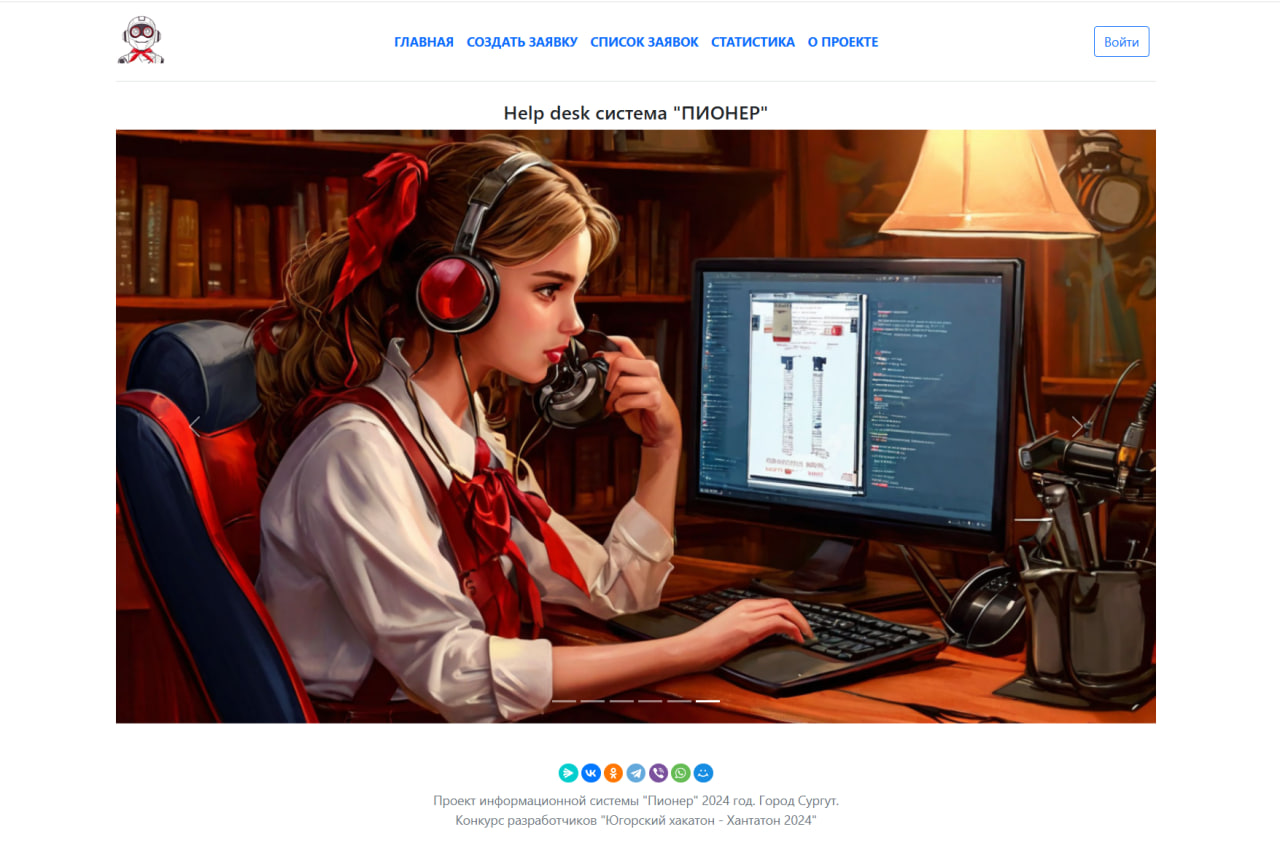 ГЛАВНАЯ СОЗДАТЬ ЗАЯВКУ СПИСОК ЗАЯВОК СТАТИСТИКА О ПРОЕКТЕ Войти
Help desk система "ПИОНЕР"
Проект информационной системы "Пионер" 2024 год. Город Сургут.
Конкурс разработчиков "Югорский хакатон - Хантатон 2024"